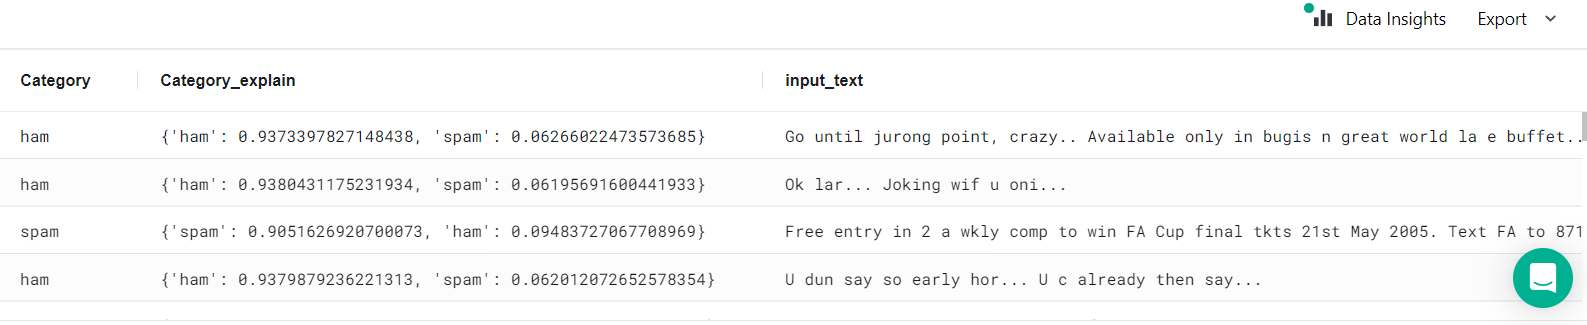 Data Insights Export
Category Category_explain input_text
ham {'ham': 0.9373397827148438, 'spam': 0.06266022473573685} Go until jurong point, crazy.. Available only in bugis n great world la e buffet..
ham {'ham': 0.9380431175231934, 'spam': 0.06195691600441933} Ok lar... Joking wif u oni...
spam {'spam': 0.9051626920700073, 'ham': 0.09483727067708969} Free entry in 2 a wkly comp to win FA Cup final tkts 21st May 2005. Text FA to 871
ham {'ham': 0.9379879236221313, 'spam': 0.062012072652578354} U dun say so early hor... U c already then say...